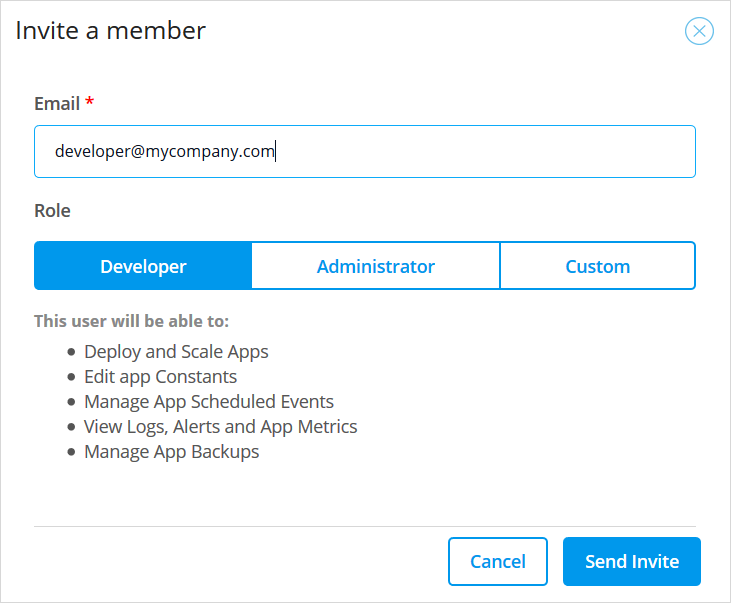 Invite a member
Email *
developer@mycompany.com
Role
Developer Administrator Custom
This user will be able to:
• Deploy and Scale Apps
• Edit app Constants
• Manage App Scheduled Events
• View Logs, Alerts and App Metrics
• Manage App Backups
Cancel Send Invite